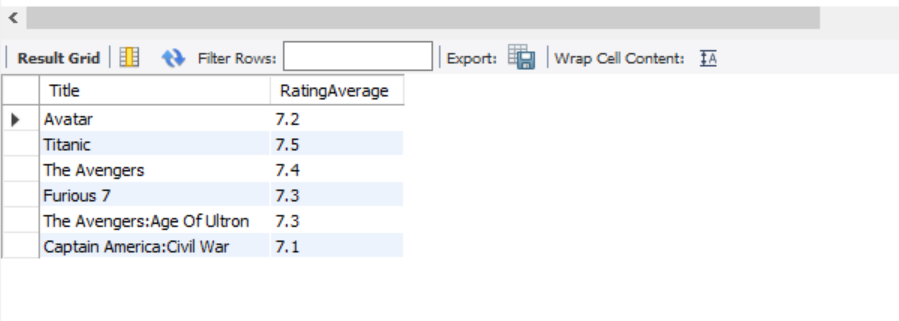 Result Grid Filter Rows: Export: Wrap Cell Content: IA
Title RatingAverage
Avatar 7.2
Titanic 7.5
The Avengers 7.4
Furious 7 7.3
The Avengers:Age Of Ultron 7.3
Captain America:Civil War 7.1